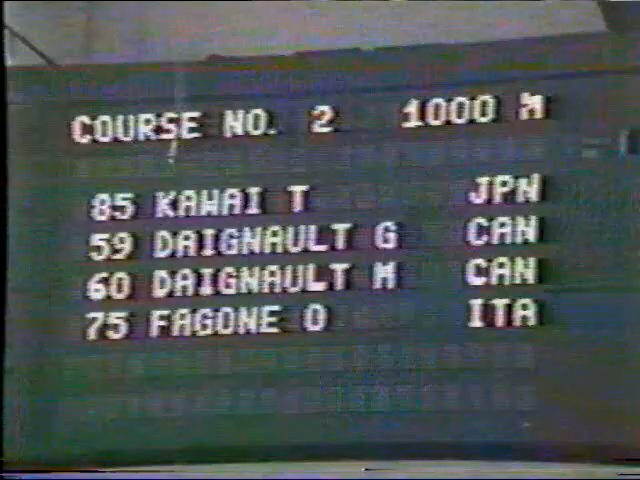 COURSE NO. 2 1000 M
85 KAWAI T JPN
59 DAIGNAULT G CAN
60 DAIGNAULT M CAN
75 FAGONE O ITA